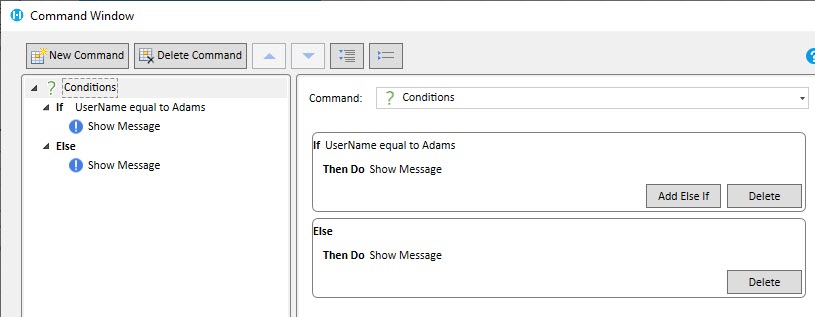 Command Window
New Command
Delete Command
Conditions
If UserName equal to Adams
Show Message
Else
Show Message
Command:
Conditions
If UserName equal to Adams
Then Do Show Message
Add Else If
Delete
Else
Then Do Show Message
Delete